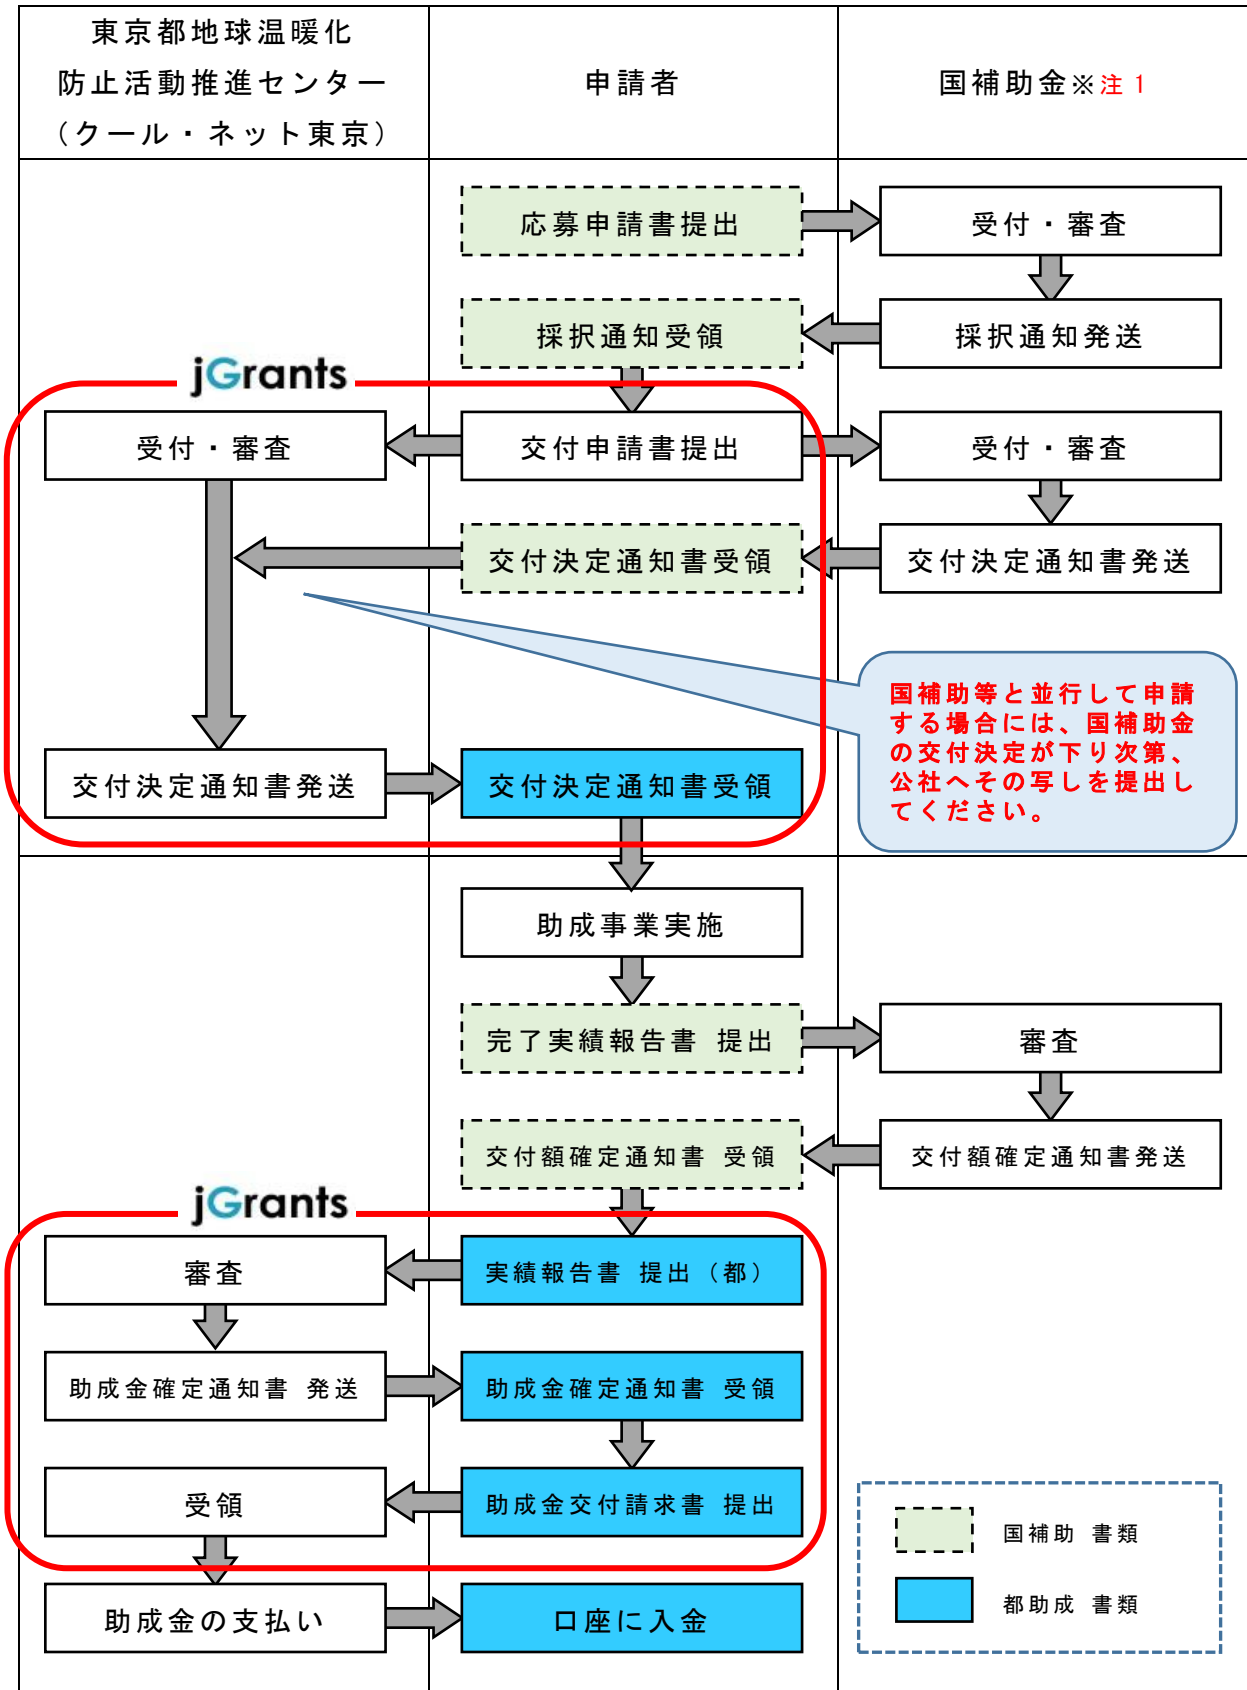 東京都地球温暖化
防止活動推進センター
（クール・ネット東京）
申請者
国補助金※注1
応募申請書提出
受付・審査
採択通知受領
採択通知発送
jGrants
受付・審査
交付申請書提出
受付・審査
交付決定通知書受領
交付決定通知書発送
国補助等と並行して申請
する場合には、国補助金
の交付決定が下り次第、
公社へその写しを提出し
てください。
交付決定通知書発送
交付決定通知書受領
助成事業実施
完了実績報告書 提出
審査
交付額確定通知書 受領
交付額確定通知書発送
jGrants
審査
実績報告書 提出（都）
助成金確定通知書 発送
助成金確定通知書 受領
受領
助成金交付請求書 提出
国補助 書類
都助成 書類
助成金の支払い
口座に入金